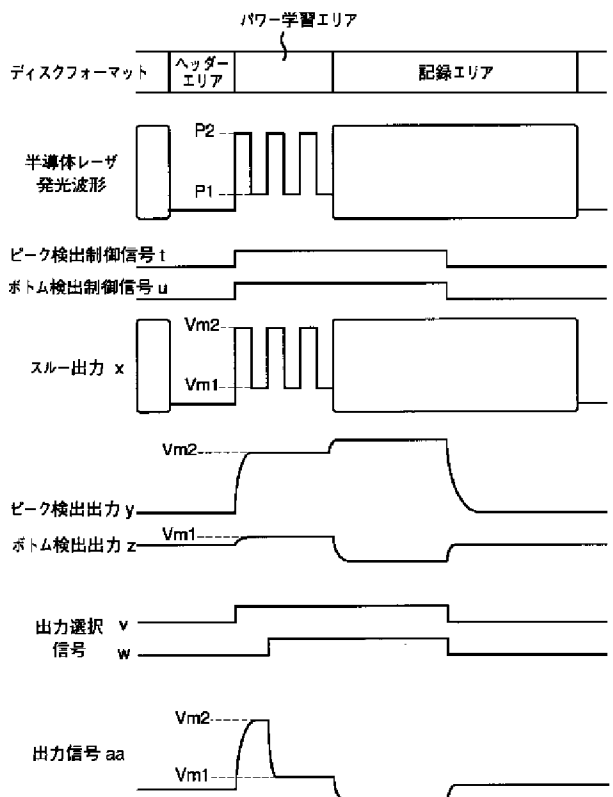 パワー学習エリア
ディスクフォーマット
ヘッダー
エリア
記録エリア
半導体レーザ
発光波形
P2
P1
ピーク検出制御信号 t
ボトム検出制御信号 u
スルー出力 x
Vm2
Vm1
Vm2
ピーク検出出力 y
Vm1
ボトム検出出力 z
出力選択
信号
v
w
出力信号 aa
Vm2
Vm1